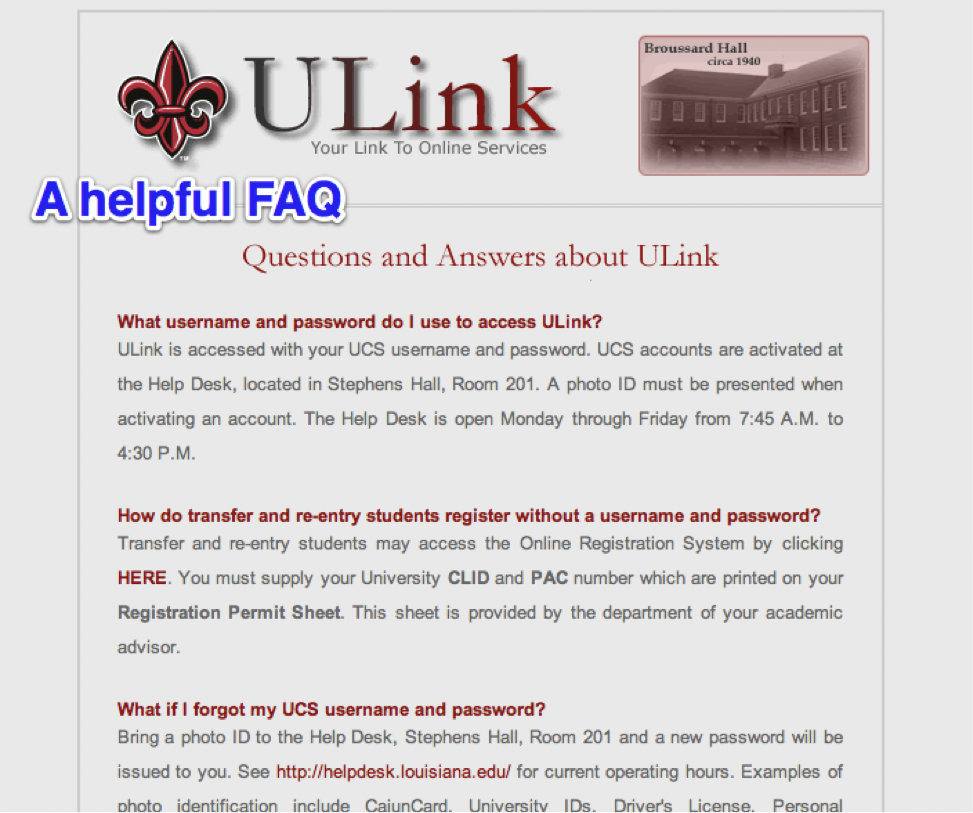 Broussard Hall
circa 1940
ULink
Your Link To Online Services
TM
A helpful FAQ
Questions and Answers about ULink
What username and password do I use to access ULink?
ULink is accessed with your UCS username and password. UCS accounts are activated at
the Help Desk, located in Stephens Hall, Room 201. A photo ID must be presented when
activating an account. The Help Desk is open Monday through Friday from 7:45 A.M. to
4:30 P.M.
How do transfer and re-entry students register without a username and password?
Transfer and re-entry students may access the Online Registration System by clicking
HERE. You must supply your University CLID and PAC number which are printed on your
Registration Permit Sheet. This sheet is provided by the department of your academic
advisor.
What if I forgot my UCS username and password?
Bring a photo ID to the Help Desk, Stephens Hall, Room 201 and a new password will be
issued to you. See http://helpdesk.louisiana.edu/ for current operating hours. Examples of
photo identification include CajunCard, University IDs, Driver's License, Personal